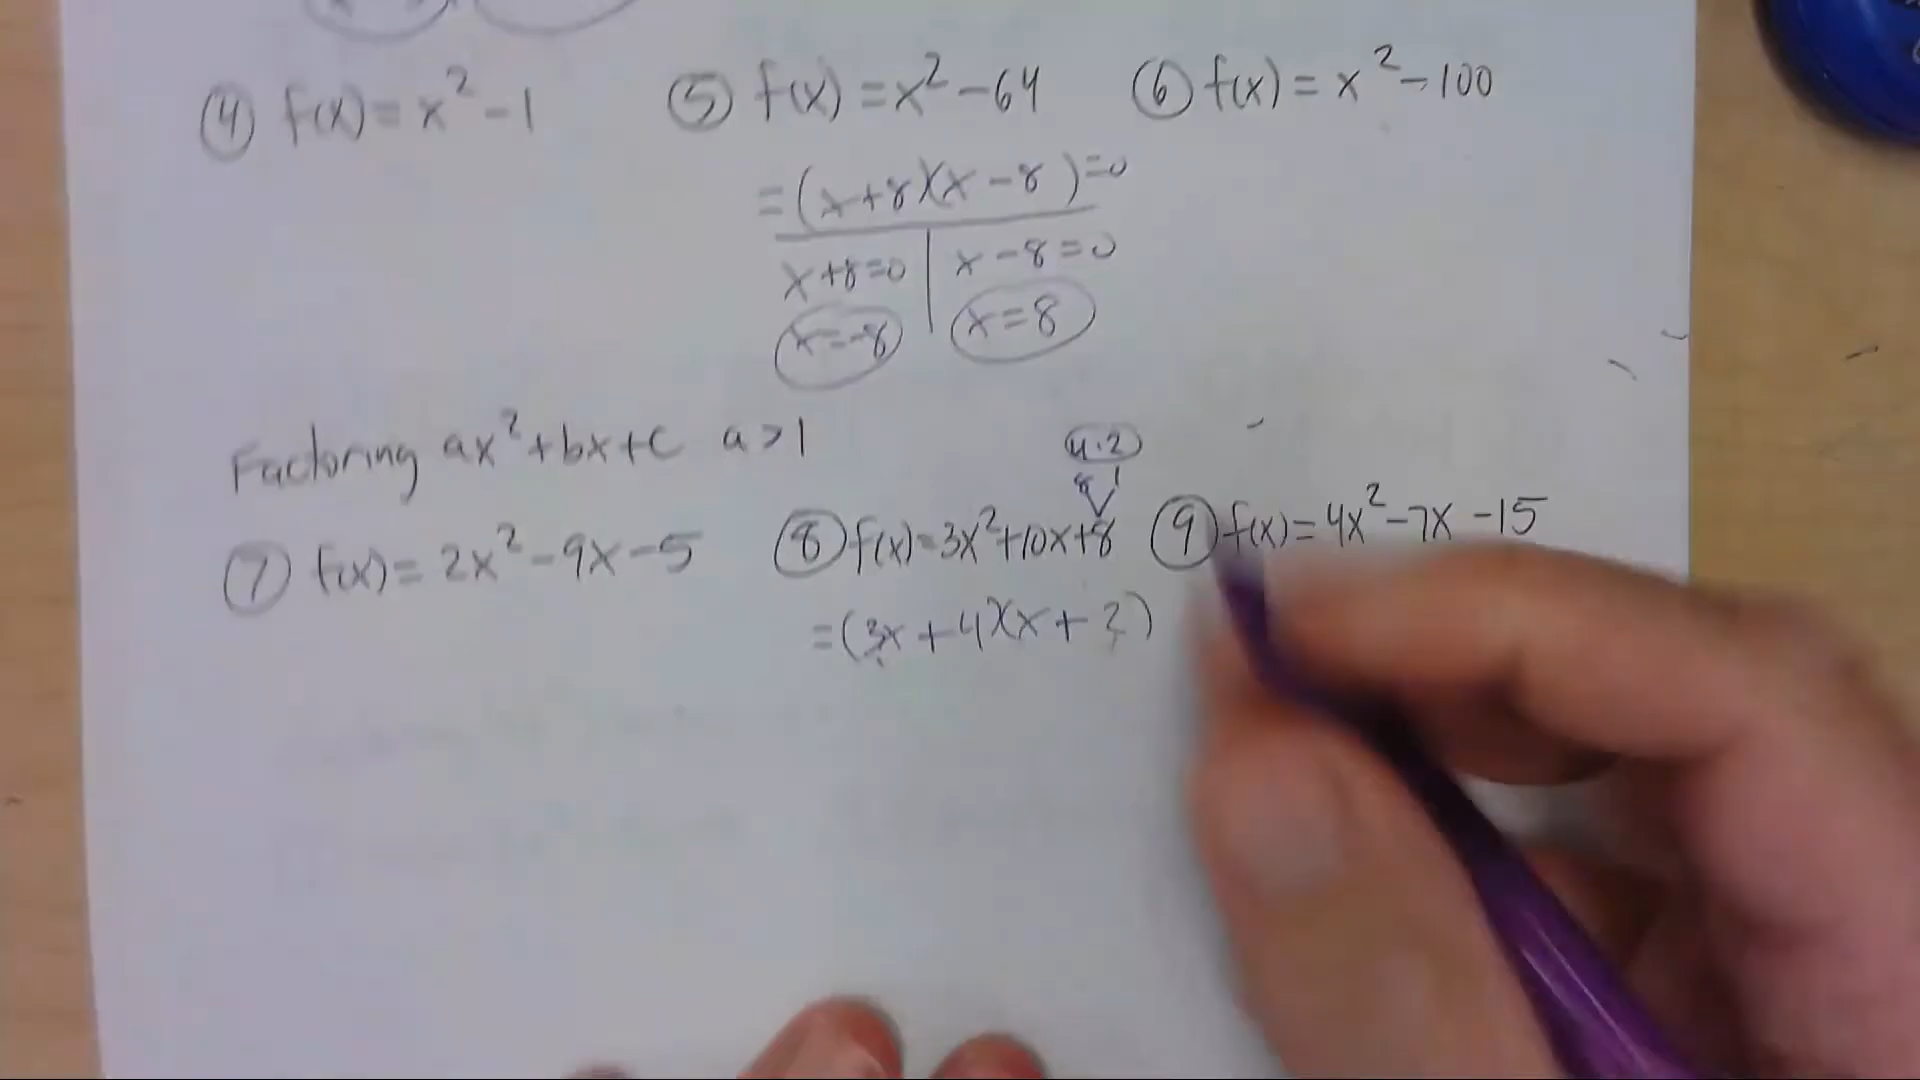 ④ f(x) = x² - 1
⑤ f(x) = x² - 64
⑥ f(x) = x² - 100
= (x+8)(x - 8) = 0
x+8=0 | x - 8 = 0
x=-8 | x = 8
Factoring ax² + bx + c a > 1
⑦ f(x) = 2x² - 9x - 5
4·2
8 1
⑧ f(x) = 3x² + 10x + 8
= (3x + 4)(x + 2)
⑨ f(x) = 4x² - 7x - 15